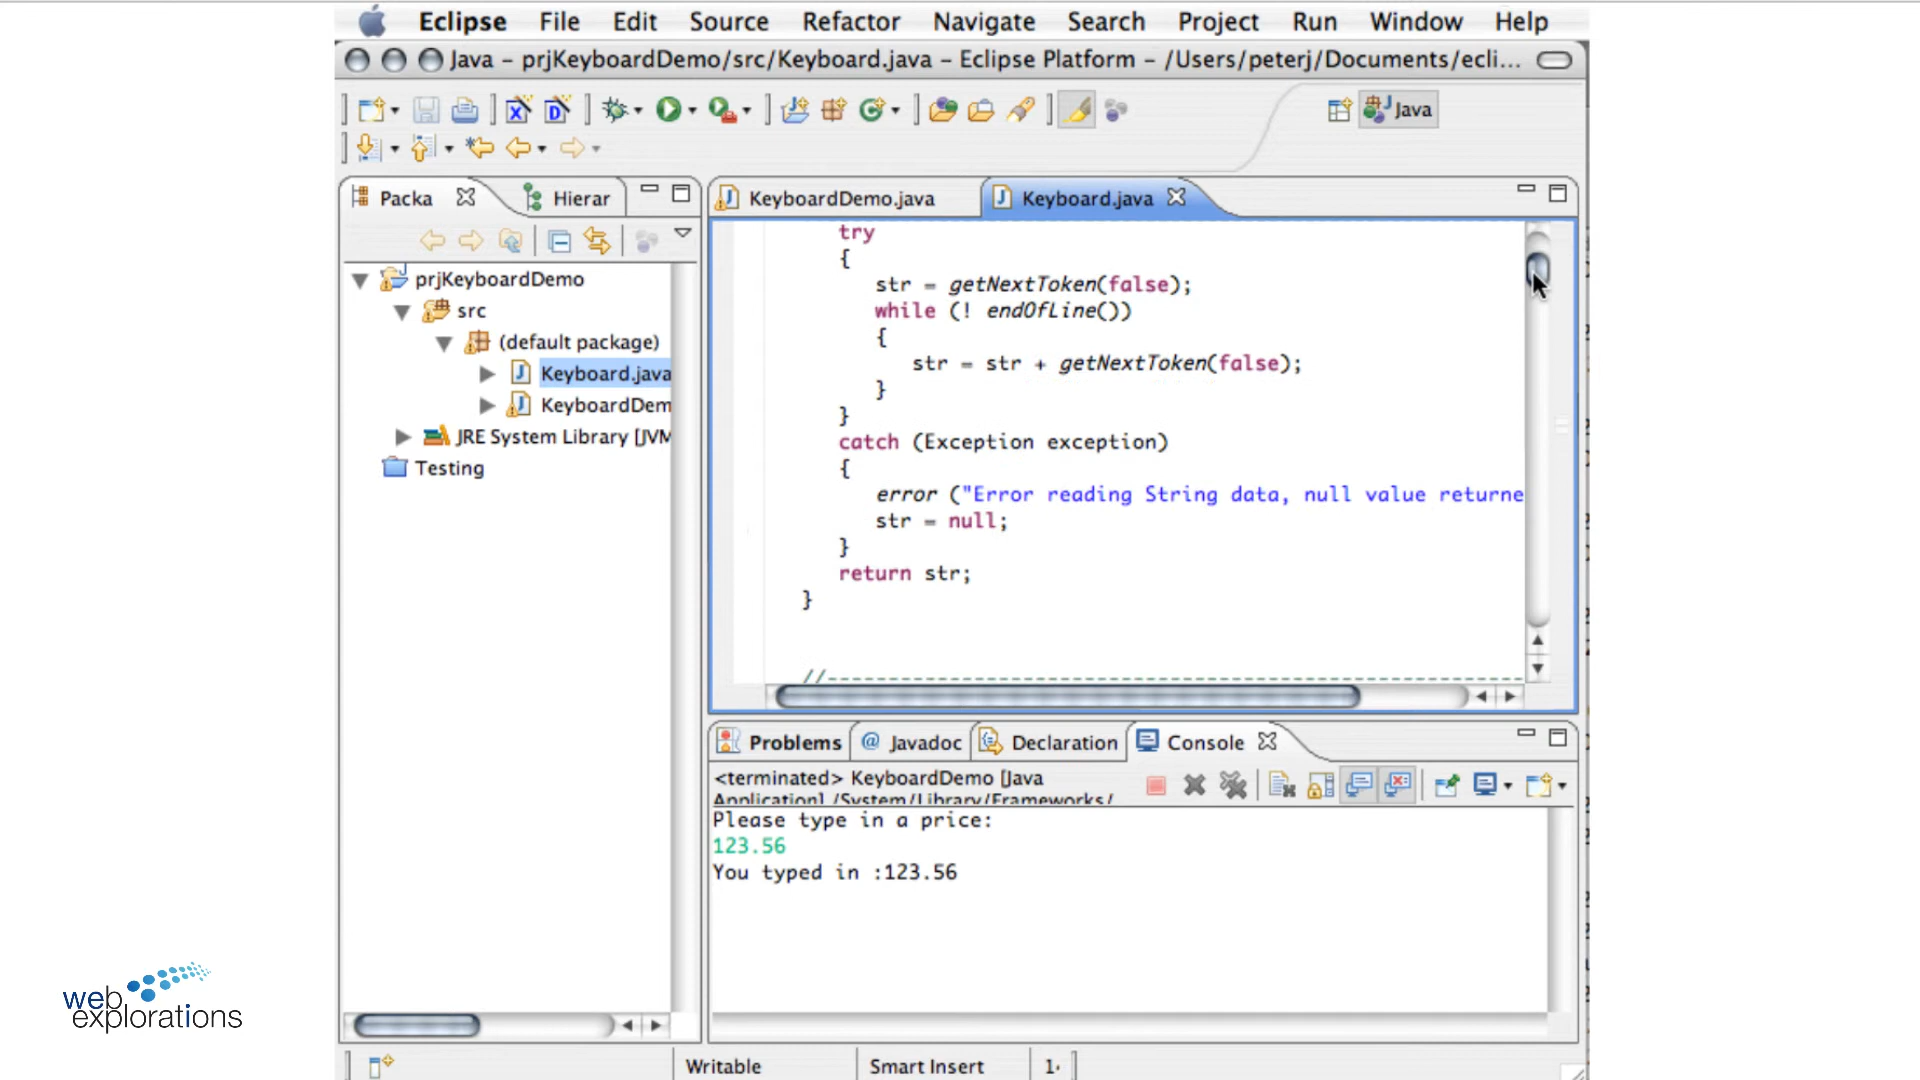 Eclipse File Edit Source Refactor Navigate Search Project Run Window Help
Java – prjKeyboardDemo/src/Keyboard.java – Eclipse Platform – /Users/peterj/Documents/ecli...
Java
Packa
Hierar
KeyboardDemo.java
Keyboard.java
prjKeyboardDemo
src
(default package)
Keyboard.java
KeyboardDem
JRE System Library [JVM
Testing
try
{
str = getNextToken(false);
while (! endOfLine())
{
str = str + getNextToken(false);
}
}
catch (Exception exception)
{
error ("Error reading String data, null value returne
str = null;
}
return str;
}
//--------------------------------------------------------
Problems
@ Javadoc
Declaration
Console
<terminated> KeyboardDemo [Java
Application] /System/Library/Frameworks/
Please type in a price:
123.56
You typed in :123.56
web
explorations
Writable
Smart Insert